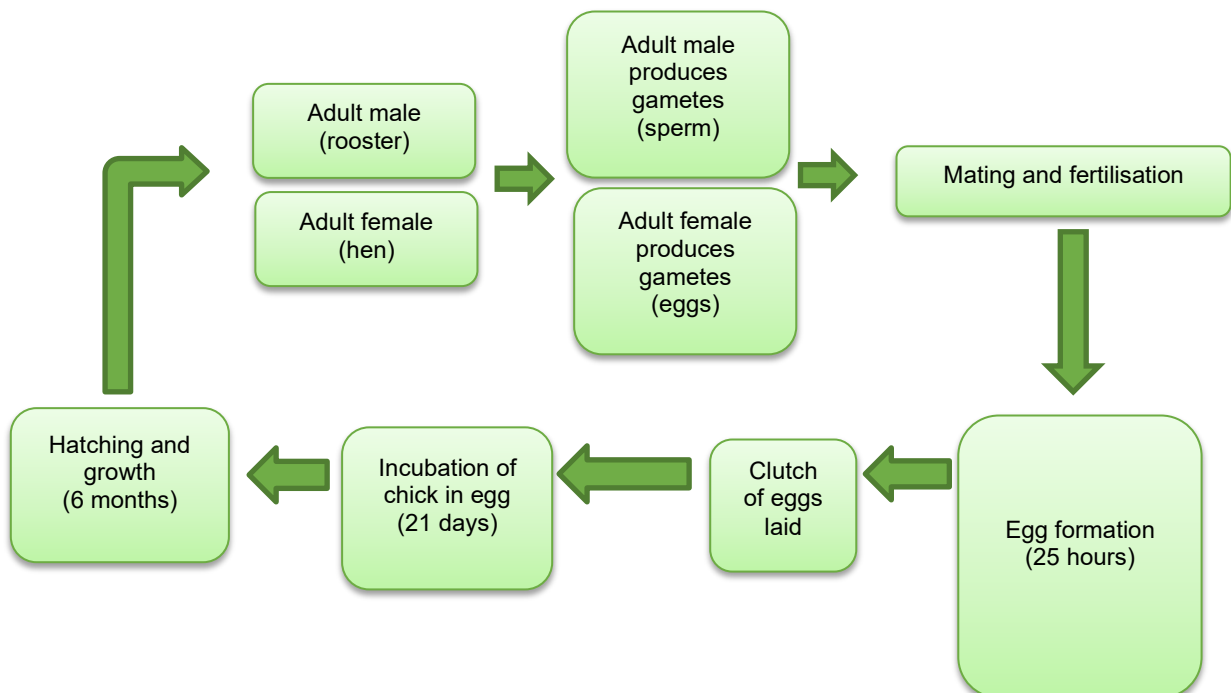 Adult male
(rooster)
Adult female
(hen)
Adult male
produces
gametes
(sperm)
Adult female
produces
gametes
(eggs)
Mating and fertilisation
Egg formation
(25 hours)
Clutch
of eggs
laid
Incubation of
chick in egg
(21 days)
Hatching and
growth
(6 months)